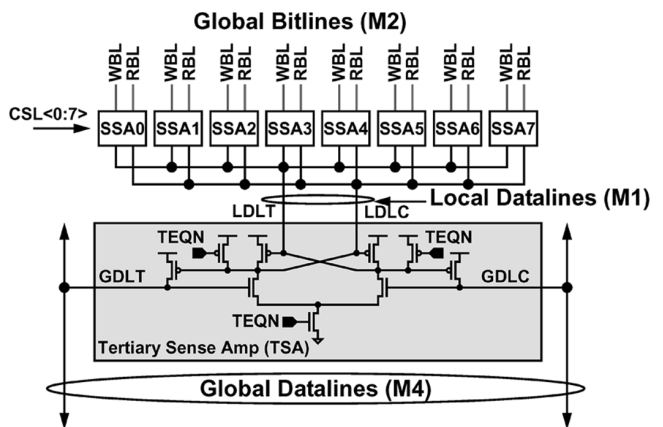 Global Bitlines (M2)
WBL RBL WBL RBL WBL RBL WBL RBL WBL RBL WBL RBL WBL RBL WBL RBL
CSL<0:7>
SSA0 SSA1 SSA2 SSA3 SSA4 SSA5 SSA6 SSA7
Local Datalines (M1)
LDLT LDLC
TEQN TEQN
GDLT GDLC
TEQN
Tertiary Sense Amp (TSA)
Global Datalines (M4)